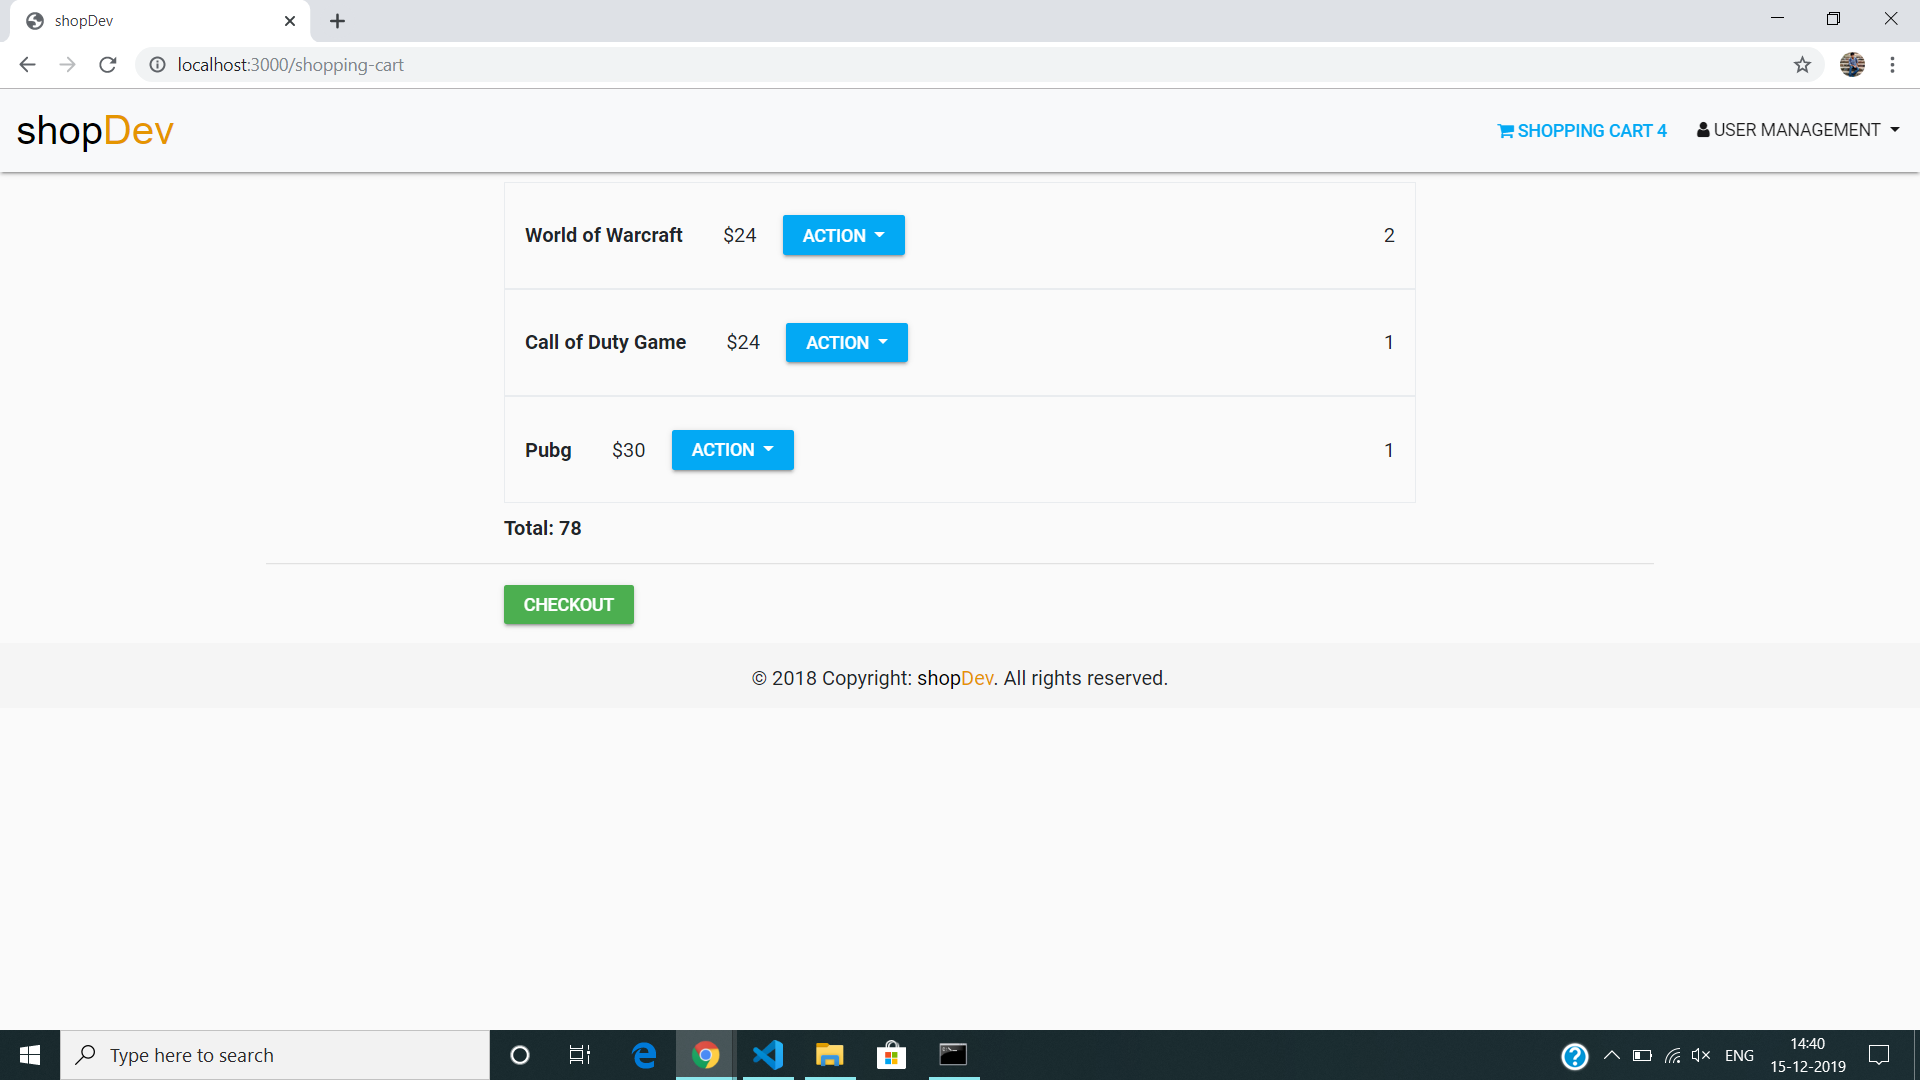 shopDev
localhost:3000/shopping-cart
shopDev
SHOPPING CART 4
USER MANAGEMENT
World of Warcraft $24 ACTION 2
Call of Duty Game $24 ACTION 1
Pubg $30 ACTION 1
Total: 78
CHECKOUT
© 2018 Copyright: shopDev. All rights reserved.
Type here to search
ENG
14:40
15-12-2019